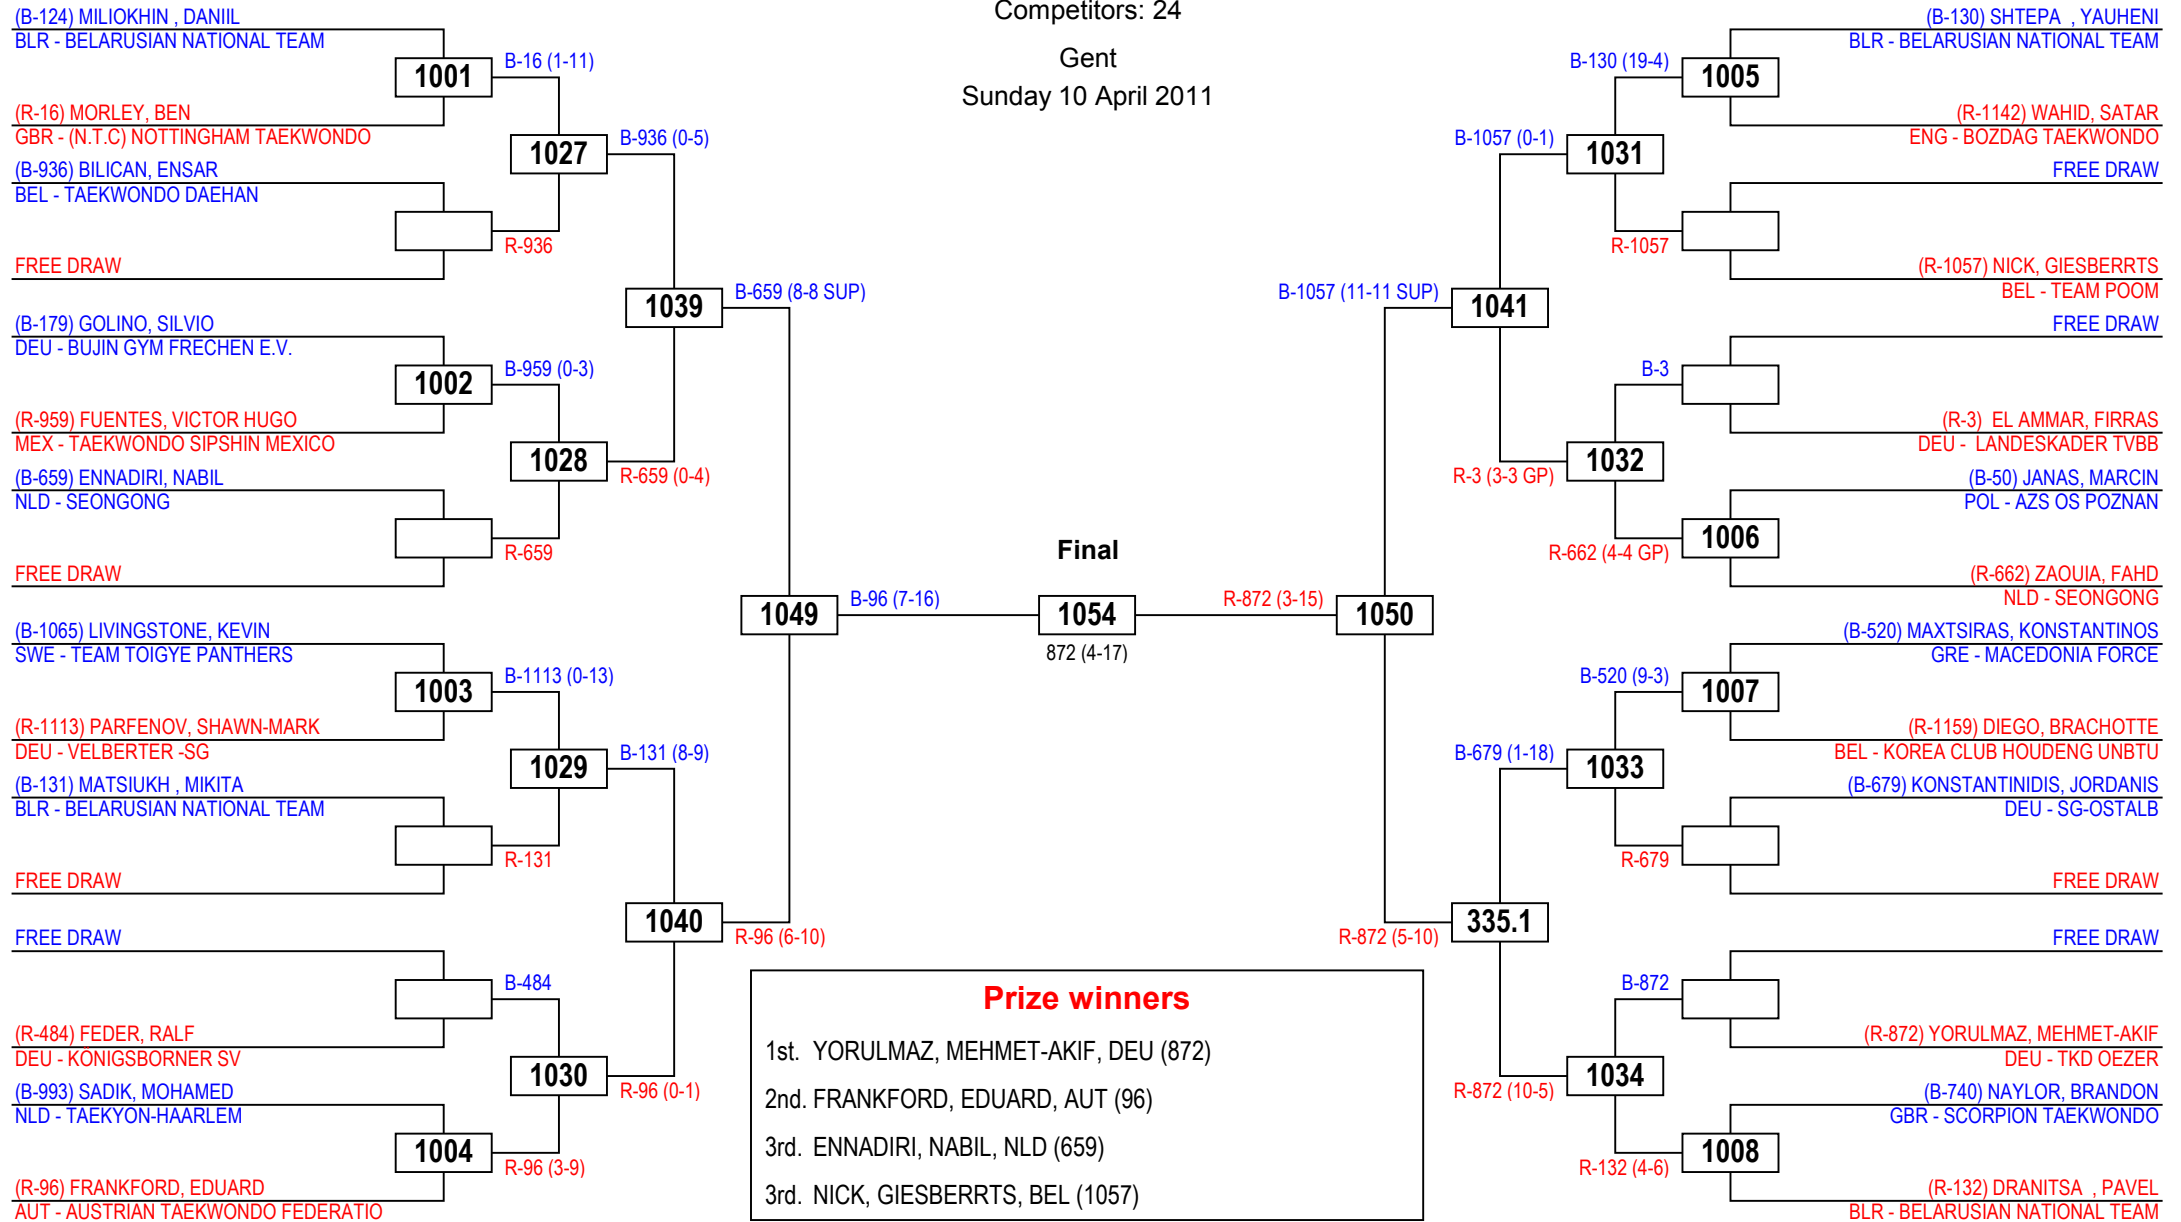 Competitors: 24
Gent
Sunday 10 April 2011
(B-124) MILIOKHIN , DANIIL
BLR - BELARUSIAN NATIONAL TEAM
1001
B-16 (1-11)
(R-16) MORLEY, BEN
GBR - (N.T.C) NOTTINGHAM TAEKWONDO
1027
B-936 (0-5)
(B-936) BILICAN, ENSAR
BEL - TAEKWONDO DAEHAN
R-936
FREE DRAW
1039
B-659 (8-8 SUP)
(B-179) GOLINO, SILVIO
DEU - BUJIN GYM FRECHEN E.V.
1002
B-959 (0-3)
(R-959) FUENTES, VICTOR HUGO
MEX - TAEKWONDO SIPSHIN MEXICO
1028
R-659 (0-4)
(B-659) ENNADIRI, NABIL
NLD - SEONGONG
R-659
FREE DRAW
1049
B-96 (7-16)
(B-1065) LIVINGSTONE, KEVIN
SWE - TEAM TOIGYE PANTHERS
1003
B-1113 (0-13)
(R-1113) PARFENOV, SHAWN-MARK
DEU - VELBERTER -SG
1029
B-131 (8-9)
(B-131) MATSIUKH , MIKITA
BLR - BELARUSIAN NATIONAL TEAM
R-131
FREE DRAW
1040
R-96 (6-10)
FREE DRAW
B-484
(R-484) FEDER, RALF
DEU - KÖNIGSBORNER SV
1030
R-96 (0-1)
(B-993) SADIK, MOHAMED
NLD - TAEKYON-HAARLEM
1004
R-96 (3-9)
(R-96) FRANKFORD, EDUARD
AUT - AUSTRIAN TAEKWONDO FEDERATIO
Final
1054
872 (4-17)
(B-130) SHTEPA , YAUHENI
BLR - BELARUSIAN NATIONAL TEAM
B-130 (19-4)
1005
(R-1142) WAHID, SATAR
ENG - BOZDAG TAEKWONDO
B-1057 (0-1)
1031
FREE DRAW
R-1057
(R-1057) NICK, GIESBERRTS
BEL - TEAM POOM
B-1057 (11-11 SUP)
1041
FREE DRAW
B-3
(R-3) EL AMMAR, FIRRAS
DEU - LANDESKADER TVBB
R-3 (3-3 GP)
1032
(B-50) JANAS, MARCIN
POL - AZS OS POZNAN
R-662 (4-4 GP)
1006
(R-662) ZAOUIA, FAHD
NLD - SEONGONG
R-872 (3-15)
1050
(B-520) MAXTSIRAS, KONSTANTINOS
GRE - MACEDONIA FORCE
B-520 (9-3)
1007
(R-1159) DIEGO, BRACHOTTE
BEL - KOREA CLUB HOUDENG UNBTU
B-679 (1-18)
1033
(B-679) KONSTANTINIDIS, JORDANIS
DEU - SG-OSTALB
R-679
FREE DRAW
R-872 (5-10)
335.1
FREE DRAW
B-872
(R-872) YORULMAZ, MEHMET-AKIF
DEU - TKD OEZER
R-872 (10-5)
1034
(B-740) NAYLOR, BRANDON
GBR - SCORPION TAEKWONDO
R-132 (4-6)
1008
(R-132) DRANITSA , PAVEL
BLR - BELARUSIAN NATIONAL TEAM
Prize winners
1st. YORULMAZ, MEHMET-AKIF, DEU (872)
2nd. FRANKFORD, EDUARD, AUT (96)
3rd. ENNADIRI, NABIL, NLD (659)
3rd. NICK, GIESBERRTS, BEL (1057)